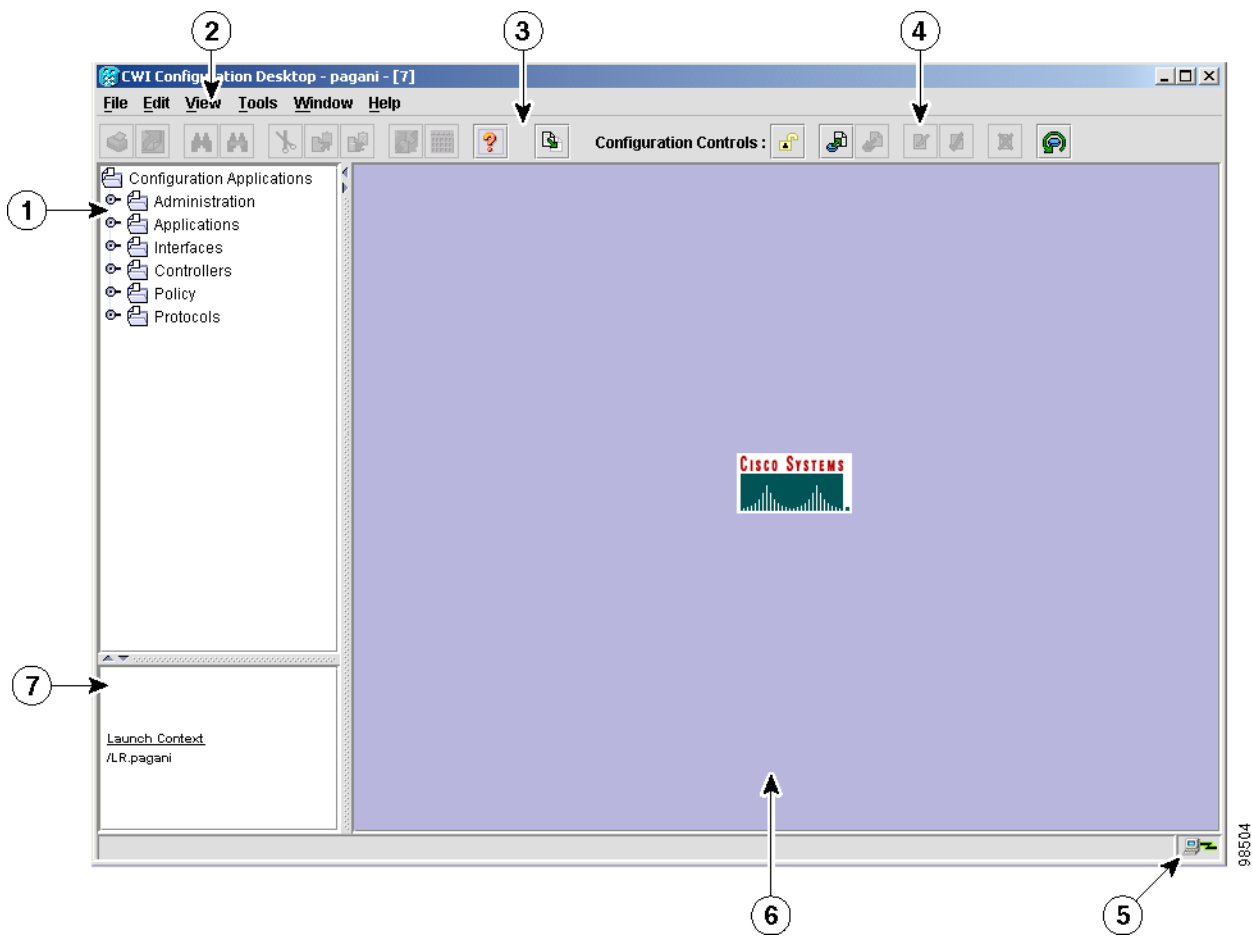 2
3
4
CWI Configuration Desktop - pagani - [7]
File Edit View Tools Window Help
Configuration Controls :
1
Configuration Applications
Administration
Applications
Interfaces
Controllers
Policy
Protocols
CISCO SYSTEMS
7
Launch Context
/LR.pagani
98504
6
5